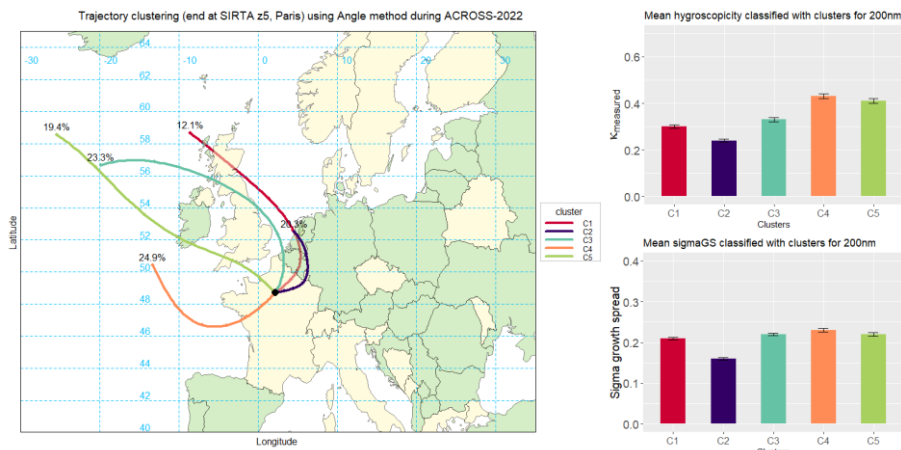 Trajectory clustering (end at SIRTA z5, Paris) using Angle method during ACROSS-2022
-30 -20 -10 0 10 20 30
64
62
60
58
56
54
52
50
48
46
44
42
40
19.4%
12.1%
23.3%
20.3%
24.9%
Latitude
Longitude
cluster
C1
C2
C3
C4
C5
Mean hygroscopicity classified with clusters for 200nm
κmeasured
0.6
0.4
0.2
0.0
C1 C2 C3 C4 C5
Clusters
Mean sigmaGS classified with clusters for 200nm
Sigma growth spread
0.4
0.3
0.2
0.1
0.0
C1 C2 C3 C4 C5
Clusters